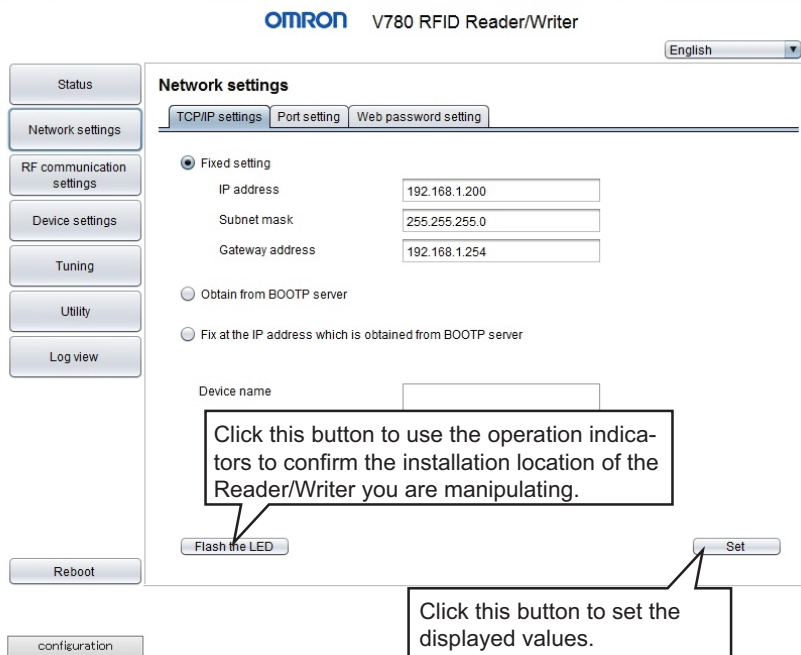 OMRON V780 RFID Reader/Writer
English
Status
Network settings
RF communication
settings
Device settings
Tuning
Utility
Log view
Reboot
configuration
Network settings
TCP/IP settings Port setting Web password setting
Fixed setting
IP address 192.168.1.200
Subnet mask 255.255.255.0
Gateway address 192.168.1.254
Obtain from BOOTP server
Fix at the IP address which is obtained from BOOTP server
Device name
Click this button to use the operation indica-
tors to confirm the installation location of the
Reader/Writer you are manipulating.
Flash the LED
Set
Click this button to set the
displayed values.